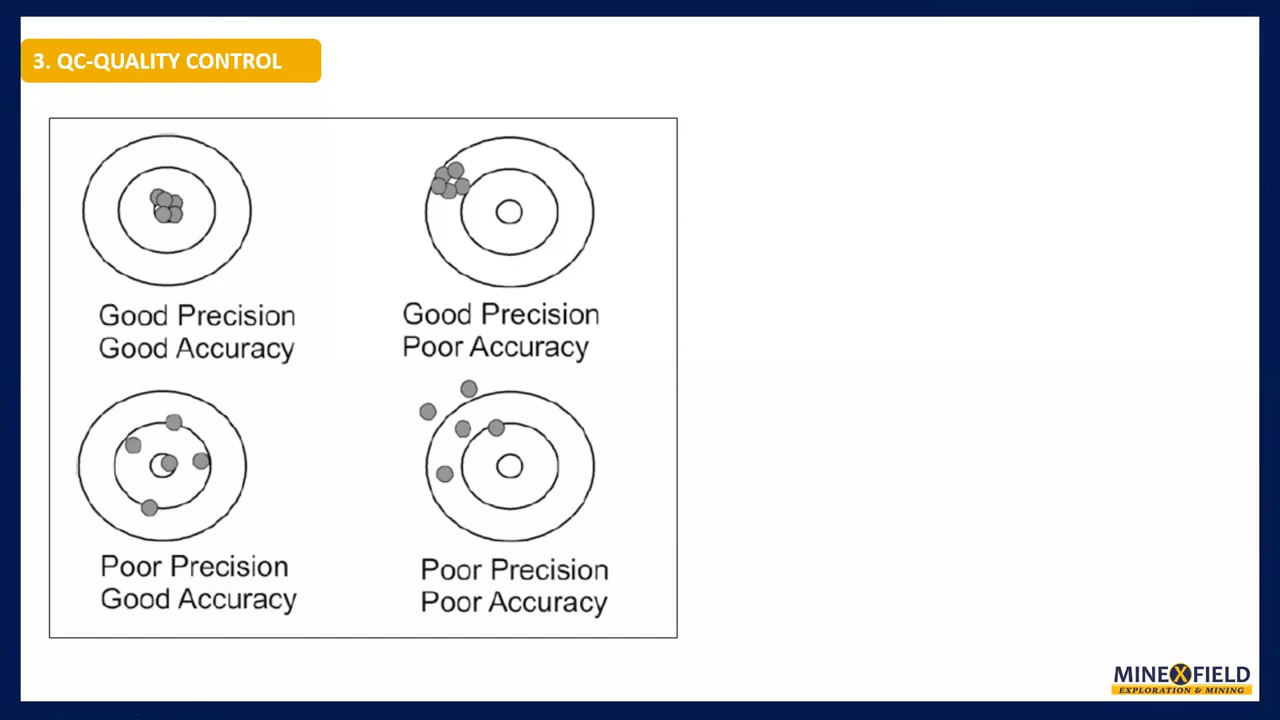 3. QC-QUALITY CONTROL
Good Precision
Good Accuracy
Good Precision
Poor Accuracy
Poor Precision
Good Accuracy
Poor Precision
Poor Accuracy
MINEXFIELD
EXPLORATION & MINING